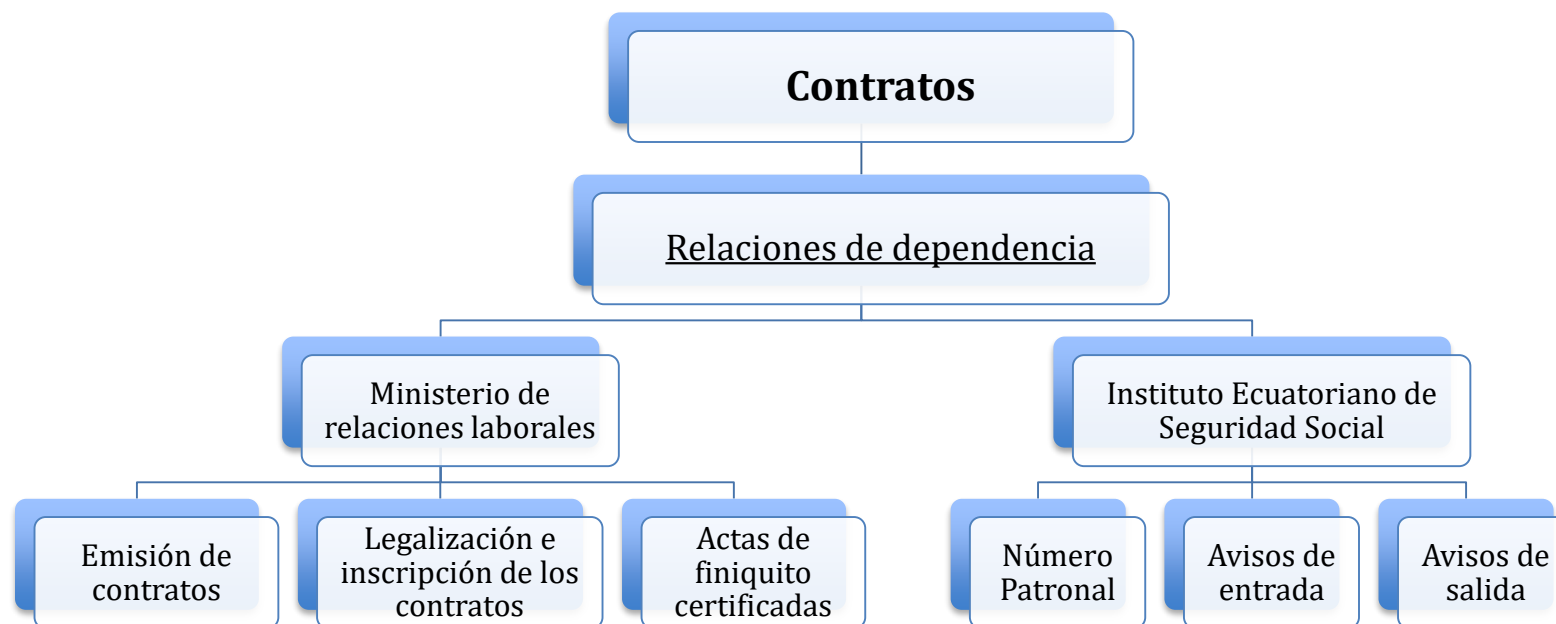 Contratos
Relaciones de dependencia
Ministerio de
relaciones laborales
Instituto Ecuatoriano de
Seguridad Social
Emisión de
contratos
Legalización e
inscripción de los
contratos
Actas de
finiquito
certificadas
Número
Patronal
Avisos de
entrada
Avisos de
salida